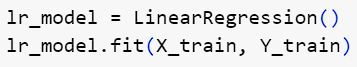 lr_model = LinearRegression()
lr_model.fit(X_train, Y_train)